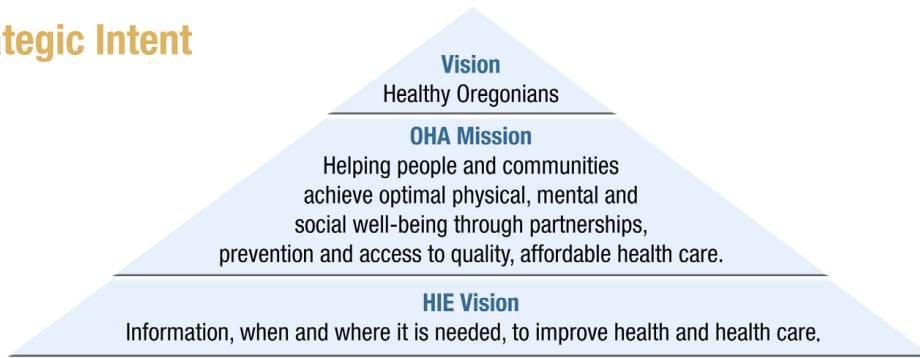 tegic Intent
Vision
Healthy Oregonians
OHA Mission
Helping people and communities
achieve optimal physical, mental and
social well-being through partnerships,
prevention and access to quality, affordable health care.
HIE Vision
Information, when and where it is needed, to improve health and health care.